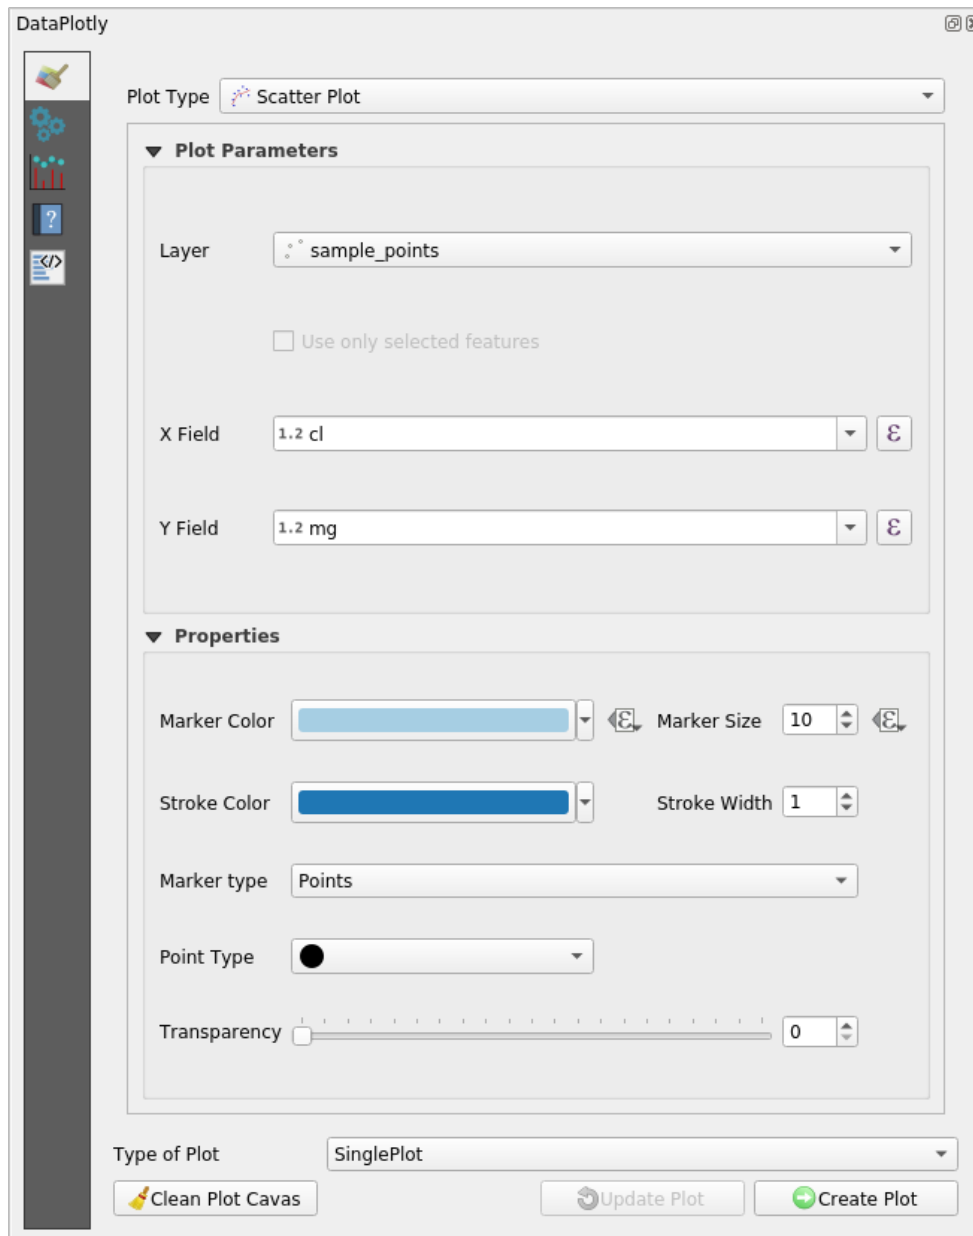 DataPlotly
Plot Type Scatter Plot
Plot Parameters
Layer sample_points
Use only selected features
X Field 1.2 cl ε
Y Field 1.2 mg ε
Properties
Marker Color ε Marker Size 10 ε
Stroke Color Stroke Width 1
Marker type Points
Point Type
Transparency 0
Type of Plot SinglePlot
Clean Plot Cavas Update Plot Create Plot